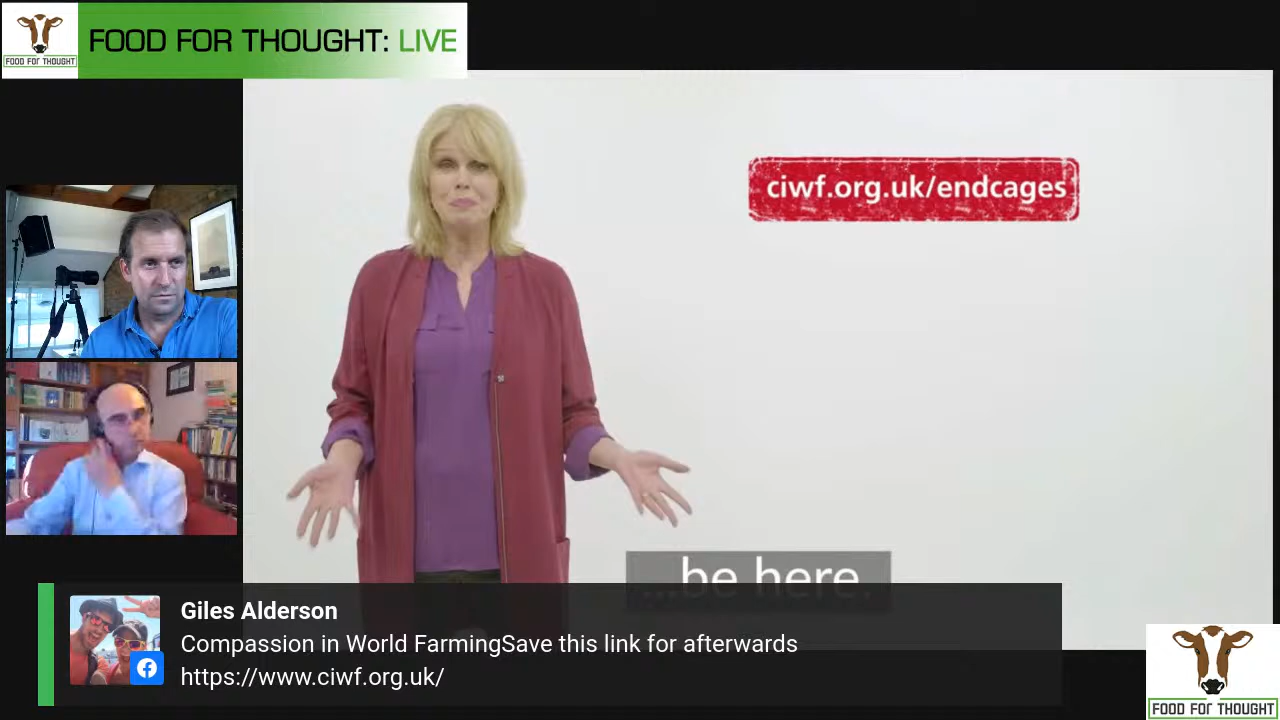 FOOD FOR THOUGHT
FOOD FOR THOUGHT: LIVE
ciwf.org.uk/endcages
...be here.
Giles Alderson
Compassion in World FarmingSave this link for afterwards
https://www.ciwf.org.uk/
FOOD FOR THOUGHT